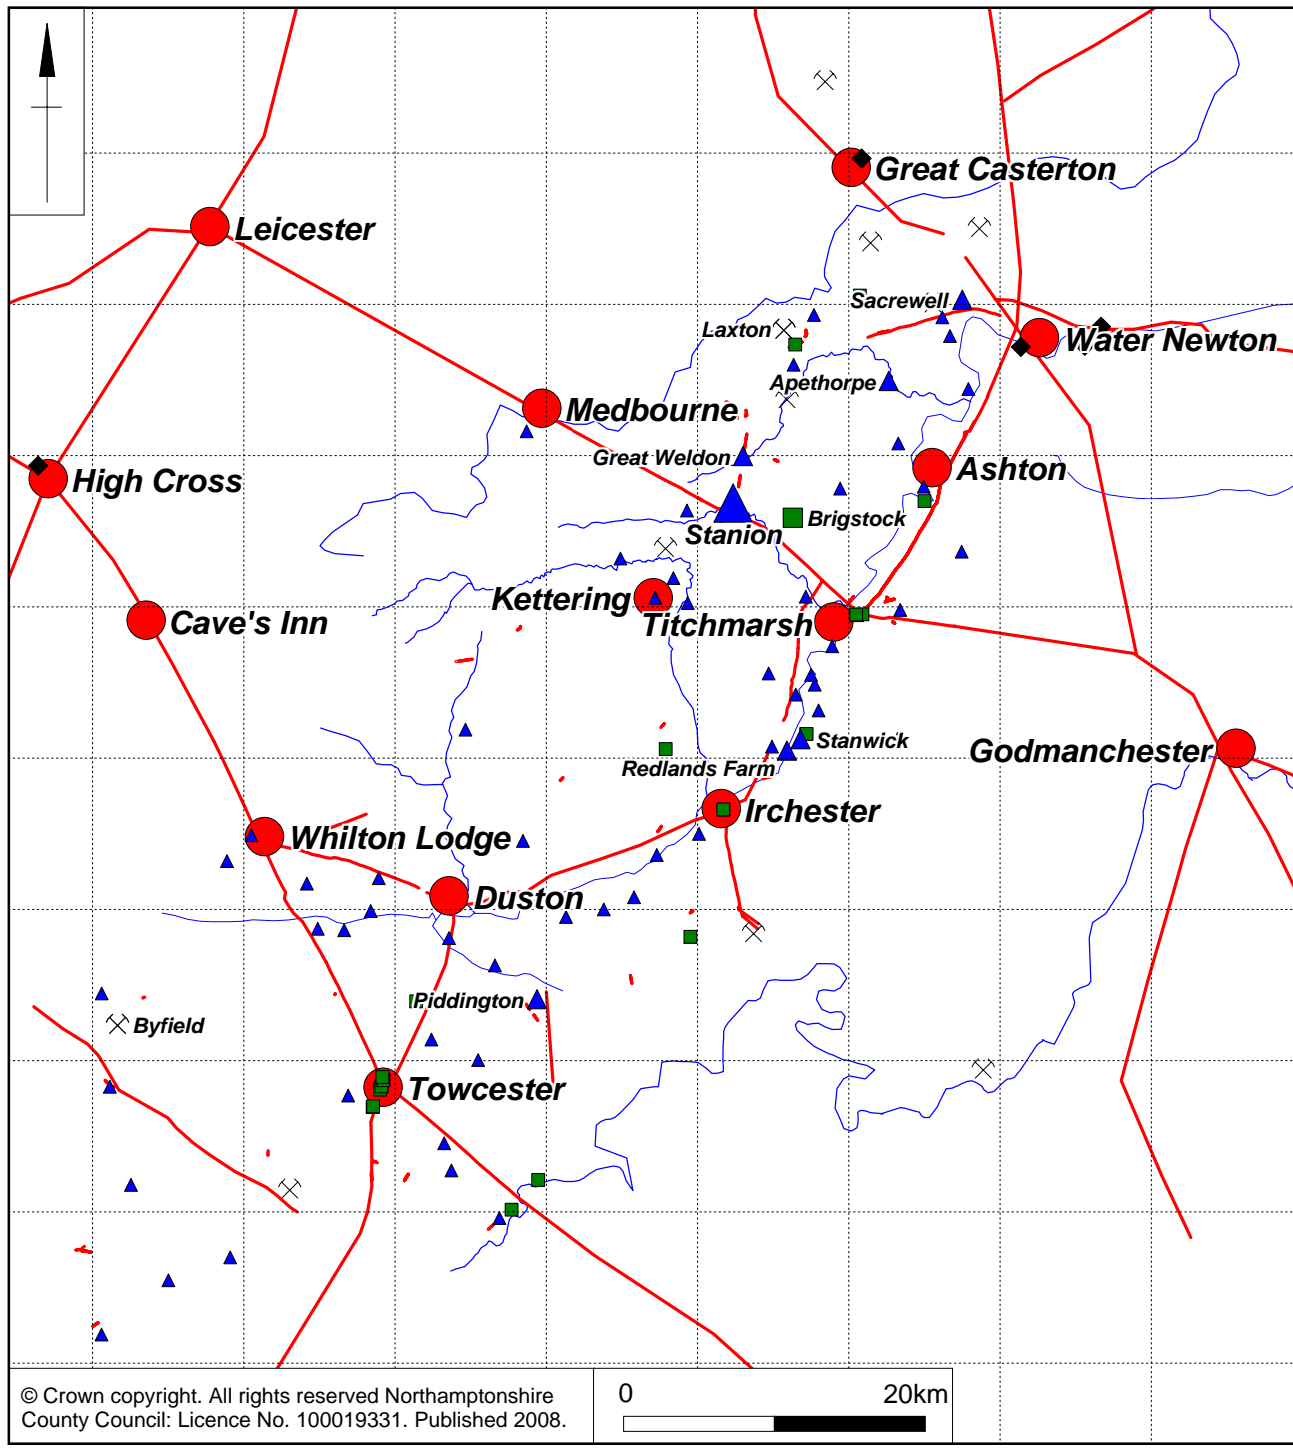 Great Casterton
Leicester
Sacrewell
Laxton
Water Newton
Apethorpe
Medbourne
Great Weldon
Ashton
High Cross
Brigstock
Stanion
Kettering
Cave's Inn
Titchmarsh
Stanwick
Godmanchester
Redlands Farm
Irchester
Whilton Lodge
Duston
Piddington
Byfield
Towcester
© Crown copyright. All rights reserved Northamptonshire
County Council: Licence No. 100019331. Published 2008.
0 20km